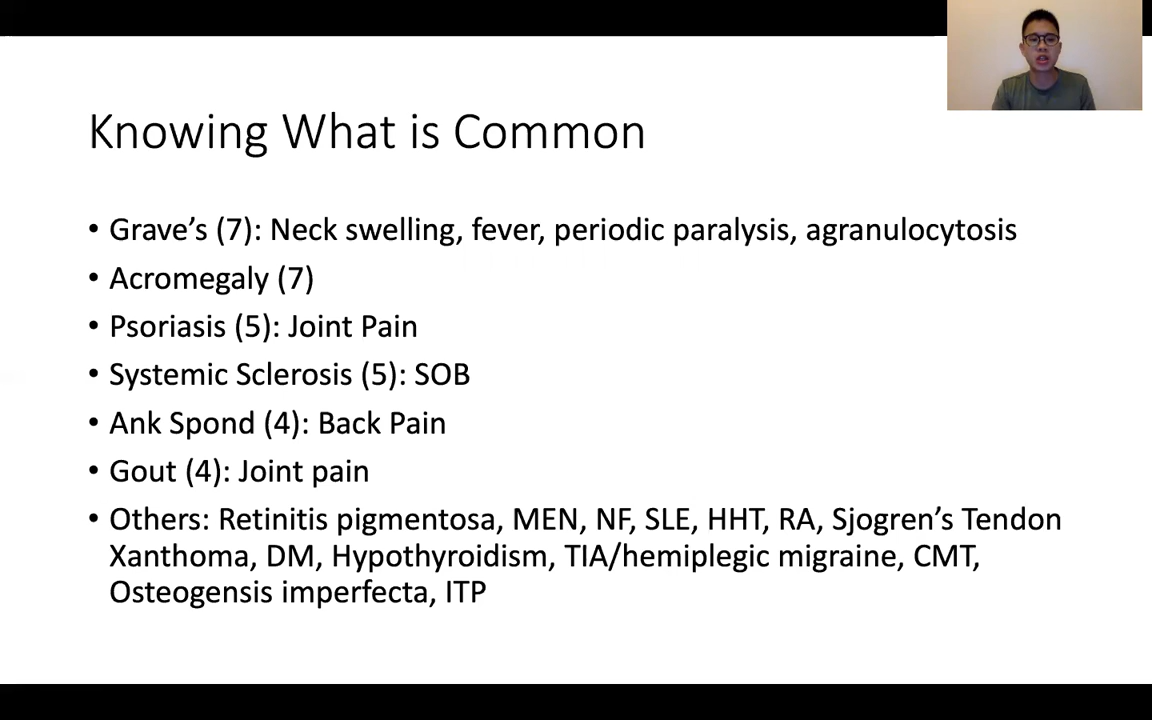 Knowing What is Common
• Grave’s (7): Neck swelling, fever, periodic paralysis, agranulocytosis
• Acromegaly (7)
• Psoriasis (5): Joint Pain
• Systemic Sclerosis (5): SOB
• Ank Spond (4): Back Pain
• Gout (4): Joint pain
• Others: Retinitis pigmentosa, MEN, NF, SLE, HHT, RA, Sjogren’s Tendon
Xanthoma, DM, Hypothyroidism, TIA/hemiplegic migraine, CMT,
Osteogensis imperfecta, ITP